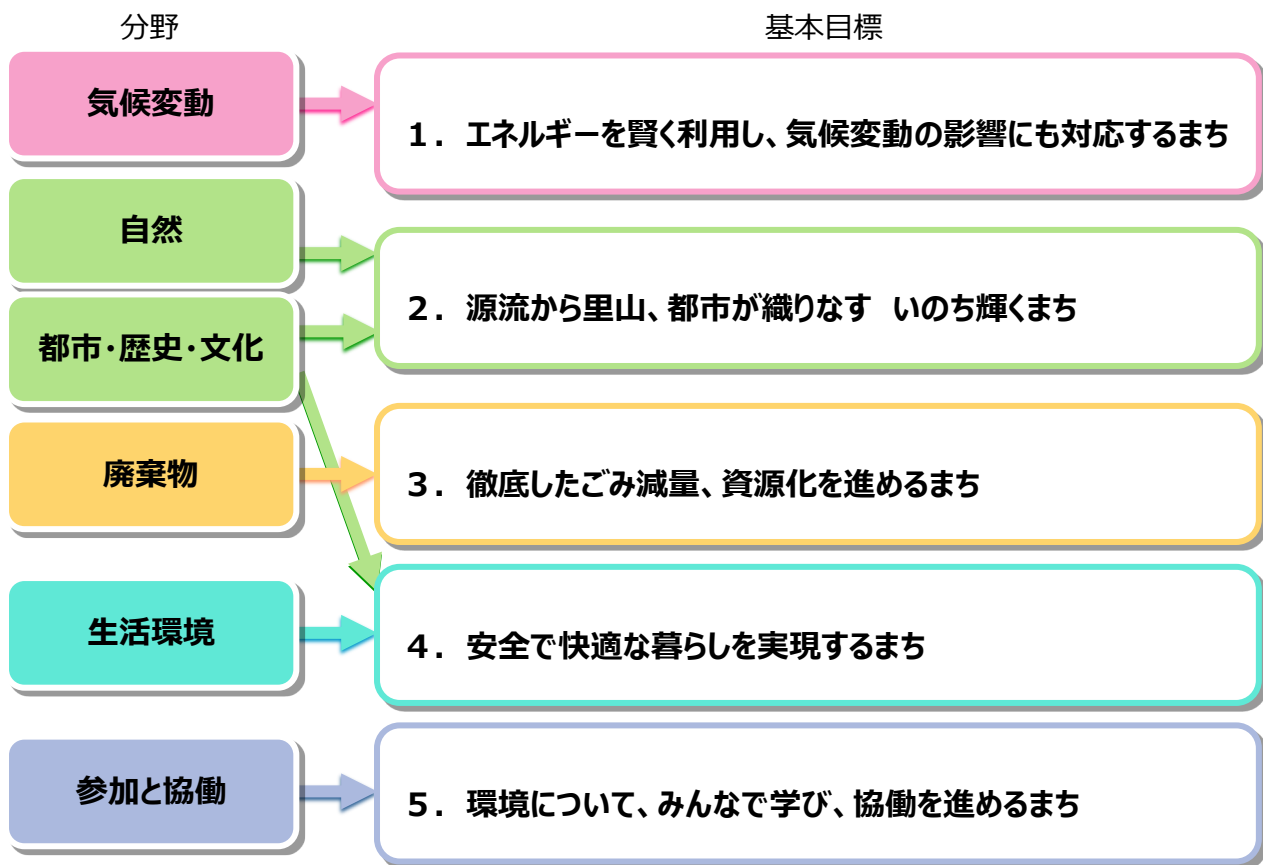 分野
基本目標
気候変動
1. エネルギーを賢く利用し、気候変動の影響にも対応するまち
自然
都市・歴史・文化
2. 源流から里山、都市が織りなす　いのち輝くまち
廃棄物
3. 徹底したごみ減量、資源化を進めるまち
生活環境
4. 安全で快適な暮らしを実現するまち
参加と協働
5. 環境について、みんなで学び、協働を進めるまち